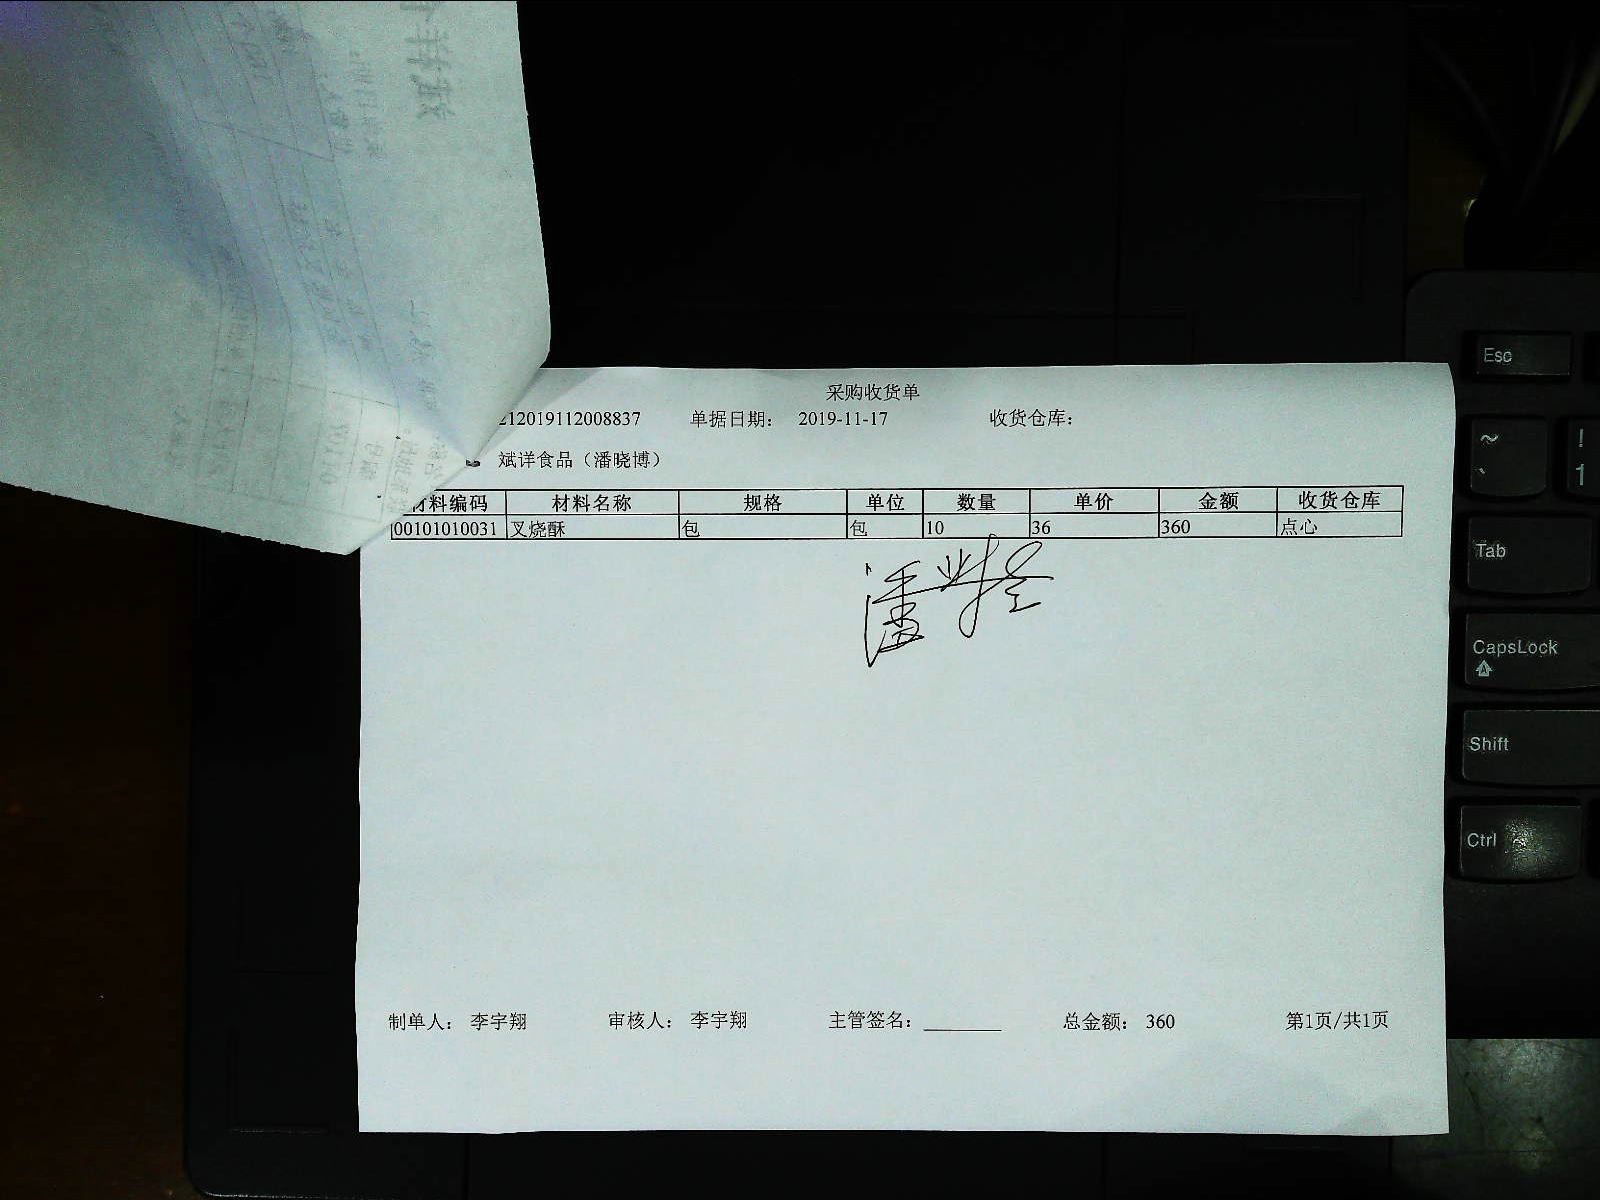 采购收货单
212019112008837 单据日期: 2019-11-17 收货仓库:
斌详食品（潘晓博）
材料编码 材料名称 规格 单位 数量 单价 金额 收货仓库
00101010031 叉烧酥 包 包 10 36 360 点心
制单人: 李宇翔 审核人: 李宇翔 主管签名: 总金额: 360 第1页/共1页
Esc
~
`
!
1
Tab
CapsLock
Shift
Ctrl